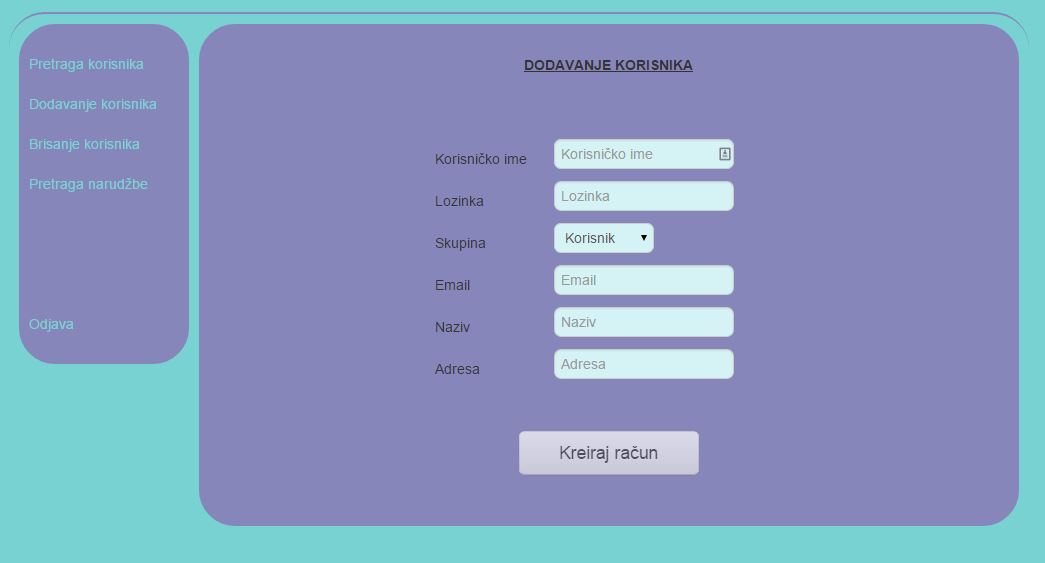 Pretraga korisnika
Dodavanje korisnika
Brisanje korisnika
Pretraga narudžbe
Odjava
DODAVANJE KORISNIKA
Korisničko ime Korisničko ime
Lozinka Lozinka
Skupina Korisnik
Email Email
Naziv Naziv
Adresa Adresa
Kreiraj račun